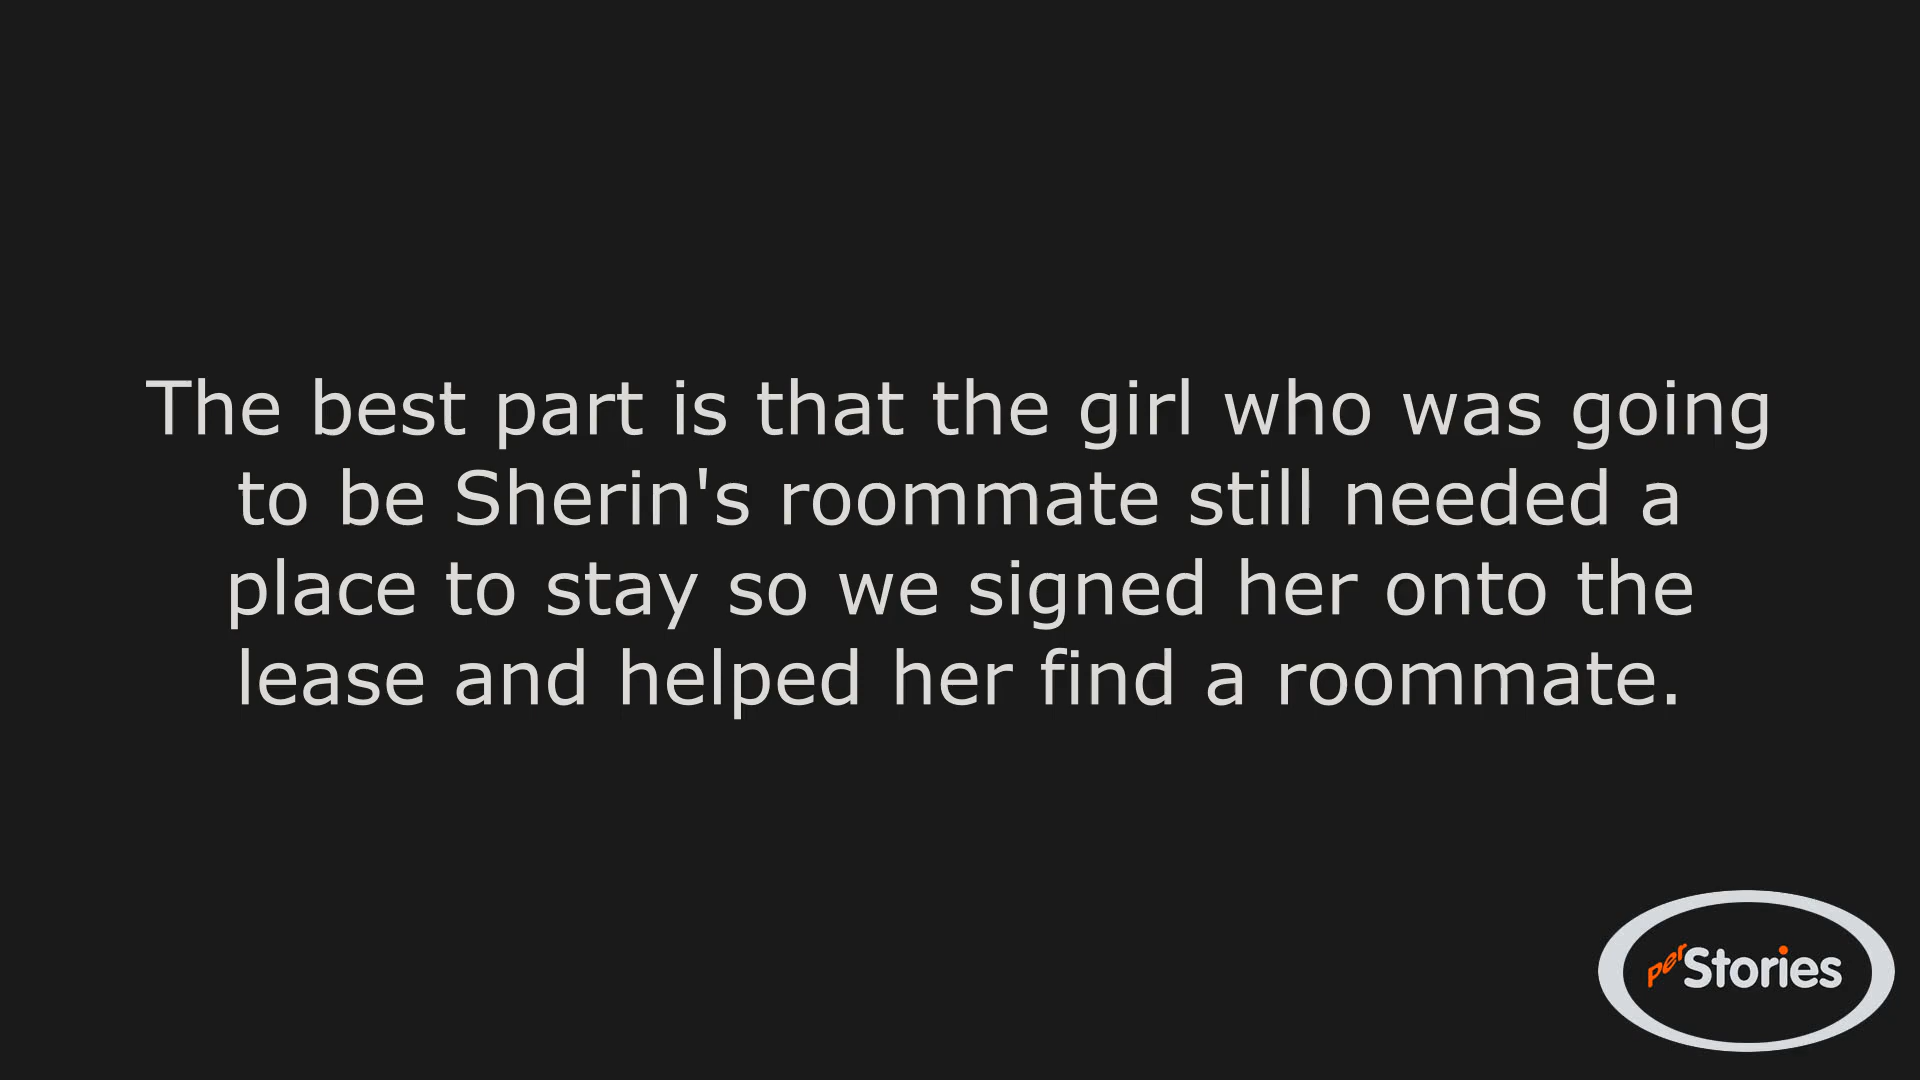 The best part is that the girl who was going
to be Sherin's roommate still needed a
place to stay so we signed her onto the
lease and helped her find a roommate.
perStories